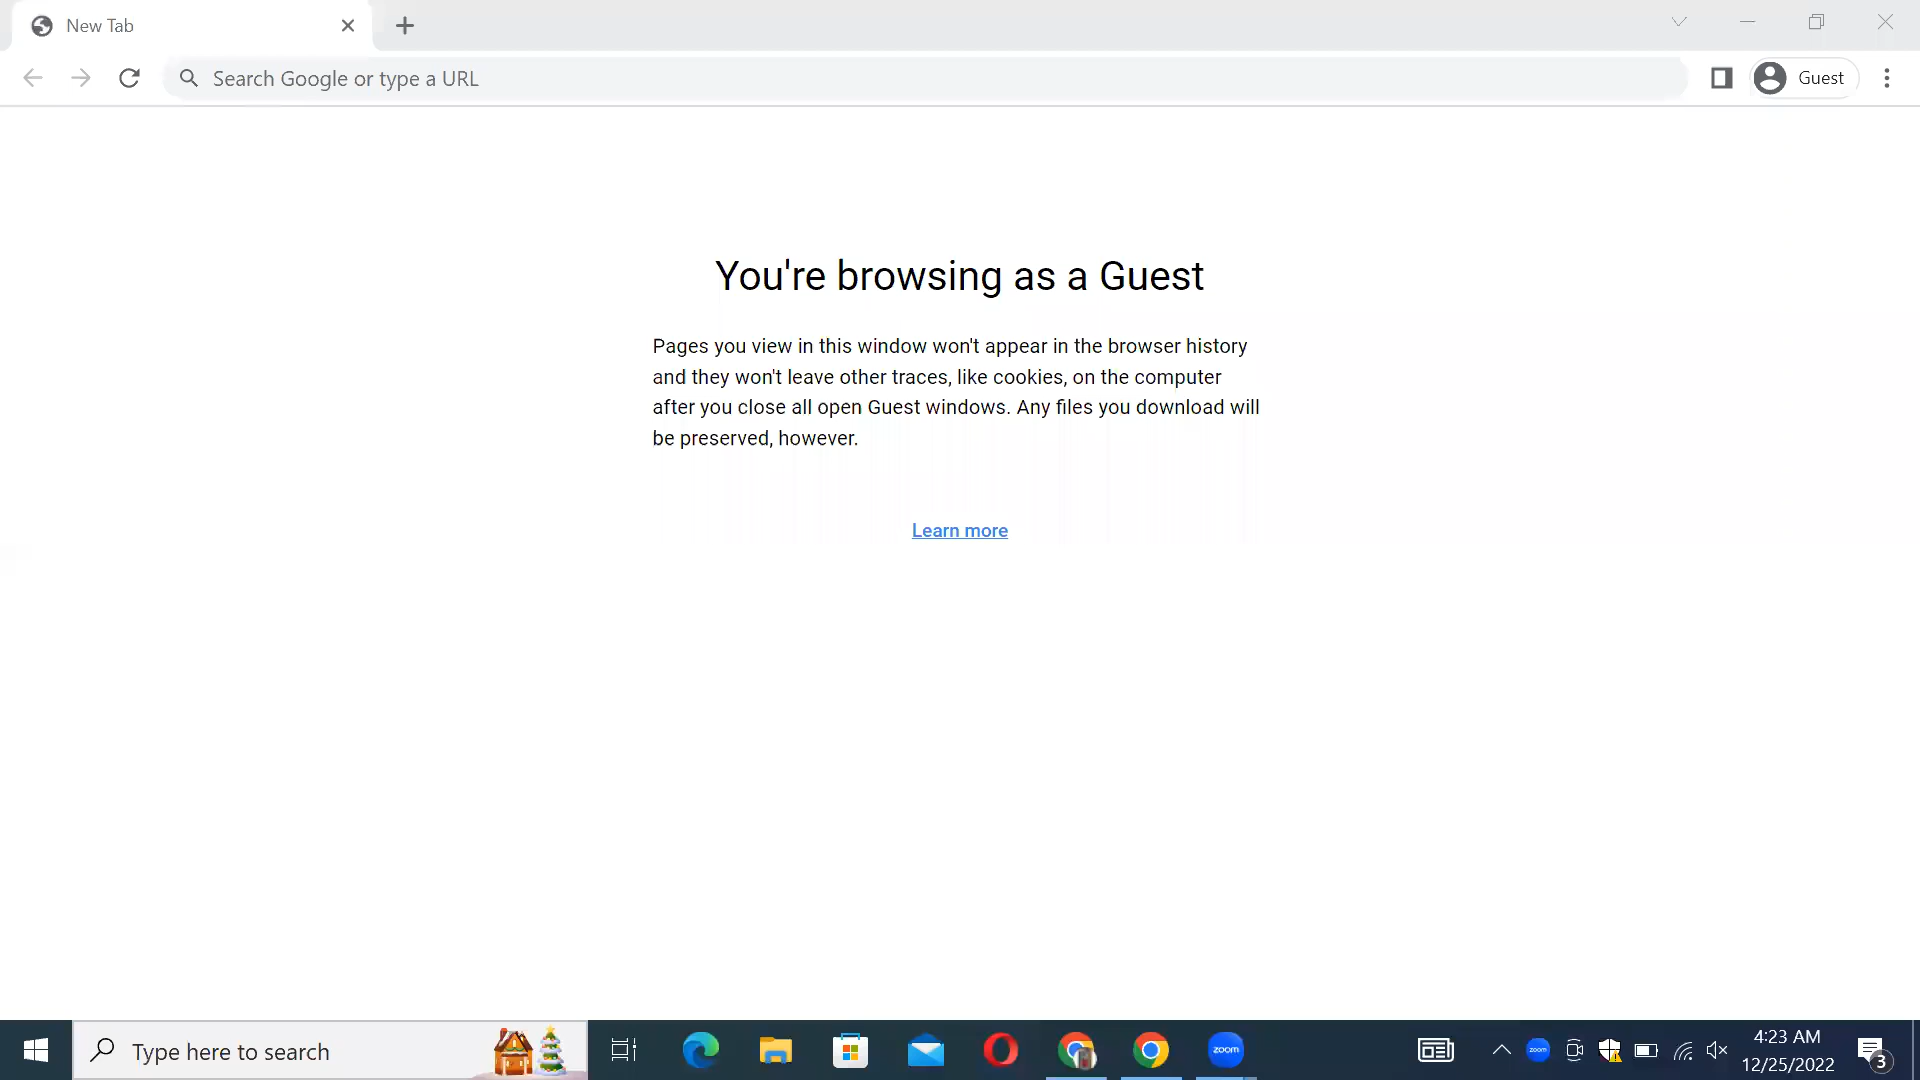 New Tab
Search Google or type a URL
Guest
You're browsing as a Guest
Pages you view in this window won't appear in the browser history
and they won't leave other traces, like cookies, on the computer
after you close all open Guest windows. Any files you download will
be preserved, however.
Learn more
Type here to search
zoom
zoom
4:23 AM
12/25/2022
3